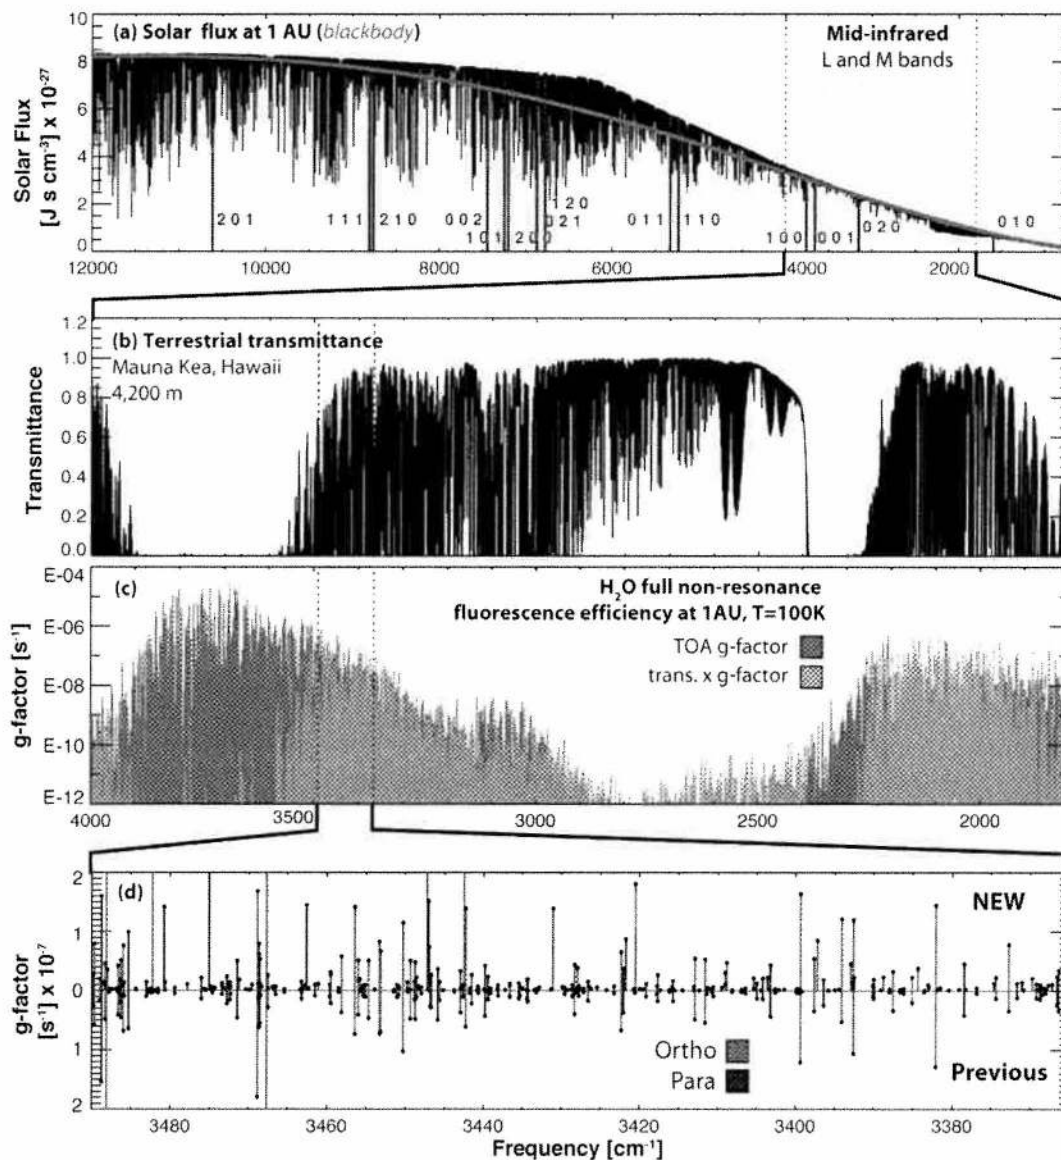 (a) Solar flux at 1 AU (blackbody)
Mid-infrared
L and M bands
Solar Flux
[J s cm⁻³] x 10⁻²⁷
10
8
6
4
2
0
201
111
210
002
101
200
021
120
011
110
100
001
020
010
12000 10000 8000 6000 4000 2000
(b) Terrestrial transmittance
Mauna Kea, Hawaii
4,200 m
Transmittance
1.2
1.0
0.8
0.6
0.4
0.2
0.0
(c)
H₂O full non-resonance
fluorescence efficiency at 1AU, T=100K
TOA g-factor
trans. x g-factor
g-factor [s⁻¹]
E-04
E-06
E-08
E-10
E-12
4000 3500 3000 2500 2000
(d)
NEW
g-factor
[s⁻¹] x 10⁻⁷
2
1
0
1
2
Ortho
Para
Previous
3480 3460 3440 3420 3400 3380
Frequency [cm⁻¹]